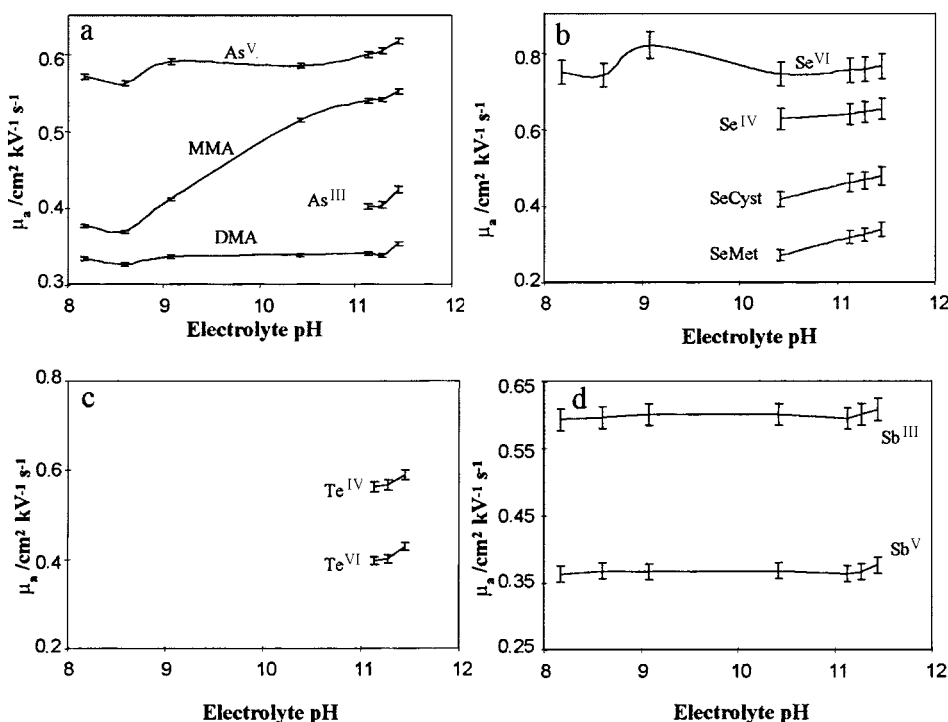 a
μₐ /cm² kV⁻¹ s⁻¹
0.6
0.5
0.4
0.3
As^V
MMA
As^III
DMA
8 9 10 11 12
Electrolyte pH
b
μₐ /cm² kV⁻¹ s⁻¹
0.8
0.6
0.4
0.2
Se^VI
Se^IV
SeCyst
SeMet
8 9 10 11 12
Electrolyte pH
c
μₐ /cm² kV⁻¹ s⁻¹
0.8
0.6
0.4
0.2
Te^IV
Te^VI
8 9 10 11 12
Electrolyte pH
d
μₐ /cm² kV⁻¹ s⁻¹
0.65
0.55
0.45
0.35
0.25
Sb^III
Sb^V
8 9 10 11 12
Electrolyte pH